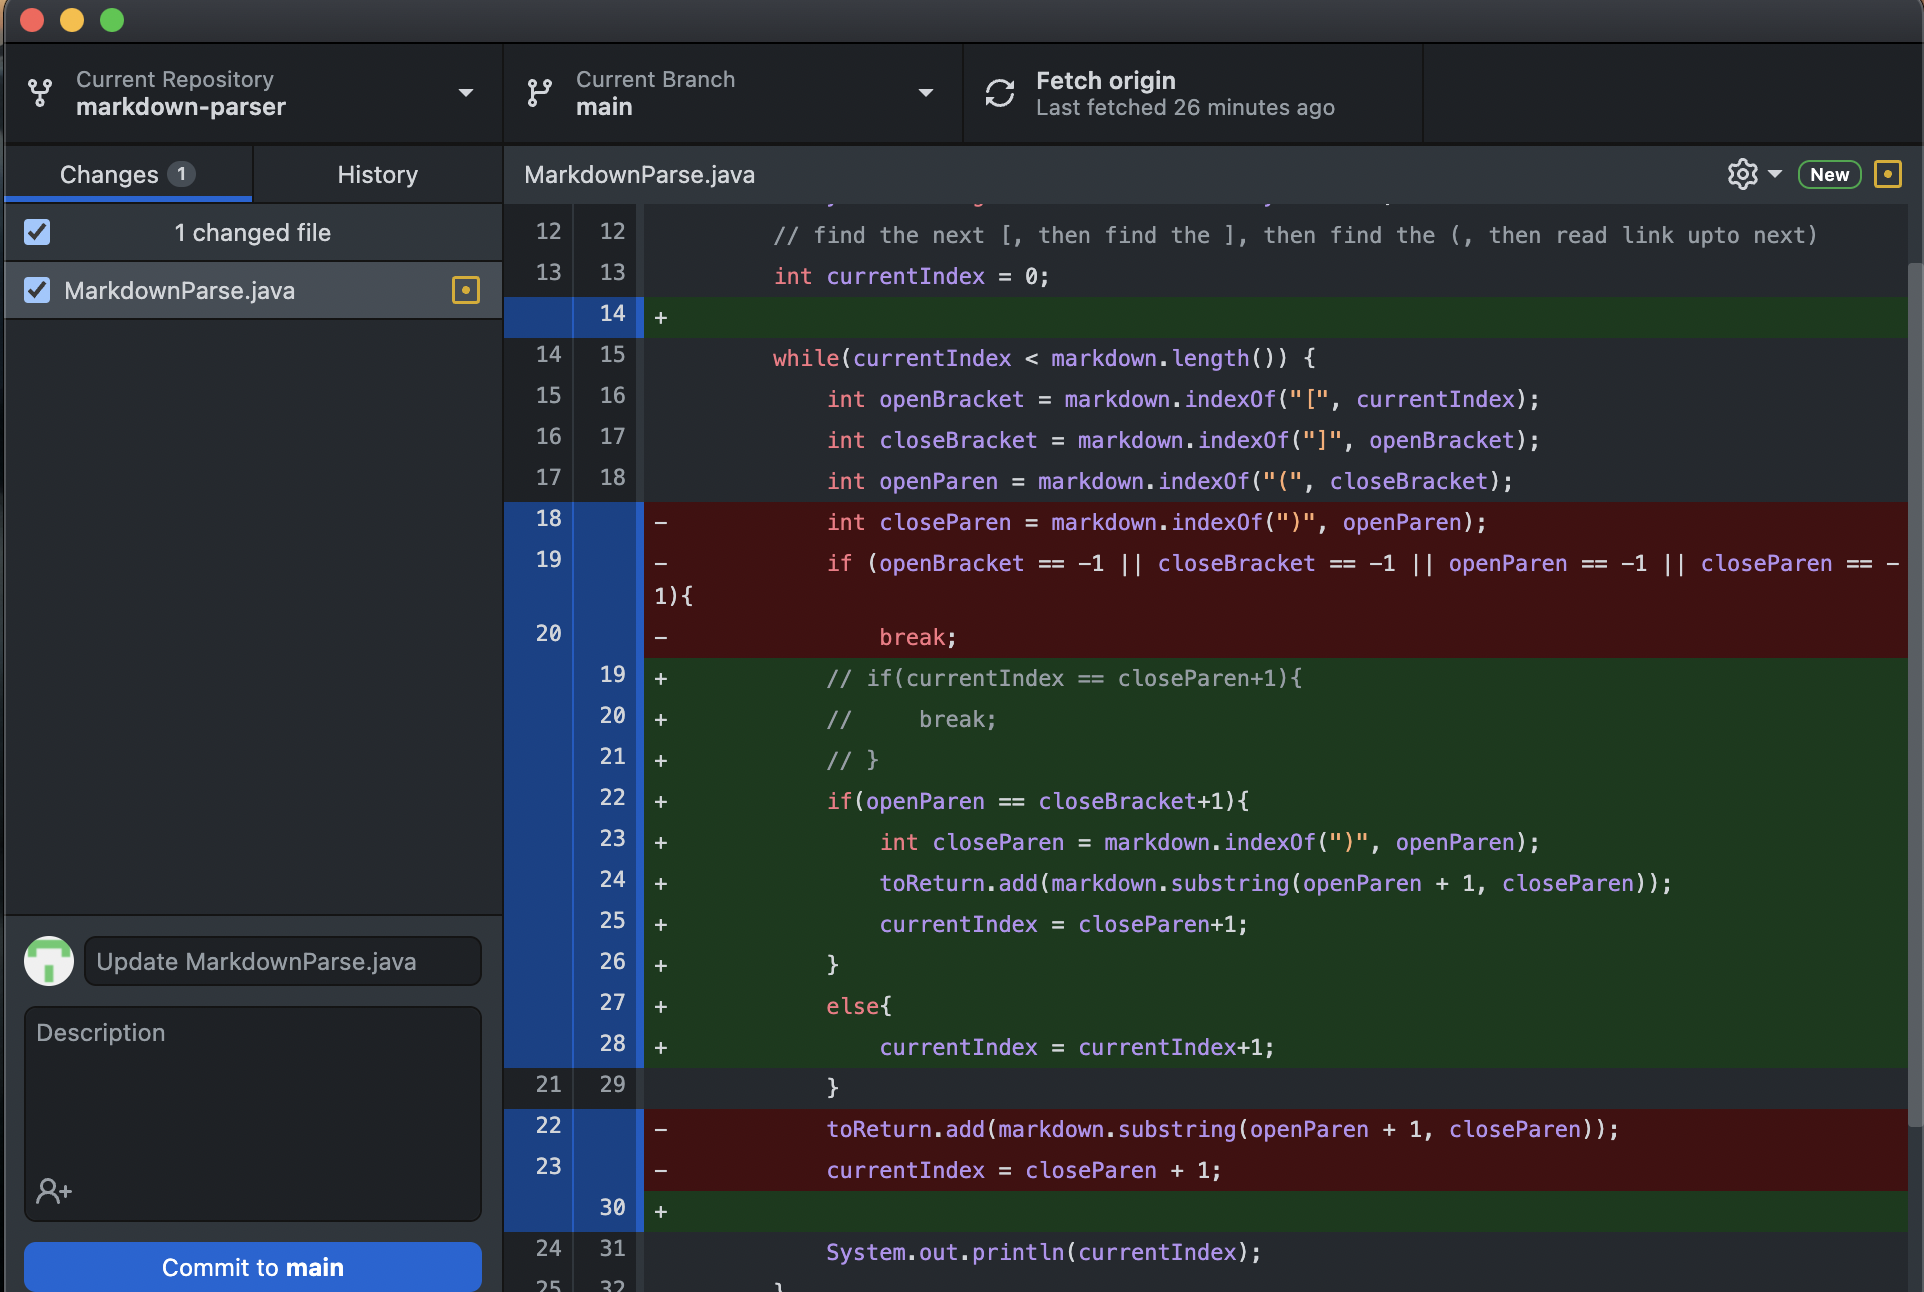 Current Repository
markdown-parser
Current Branch
main
Fetch origin
Last fetched 26 minutes ago
Changes 1
History
1 changed file
MarkdownParse.java
Update MarkdownParse.java
Description
Commit to main
MarkdownParse.java
New
12 12 // find the next [, then find the ], then find the (, then read link upto next)
13 13 int currentIndex = 0;
14 +
14 15 while(currentIndex < markdown.length()) {
15 16 int openBracket = markdown.indexOf("[", currentIndex);
16 17 int closeBracket = markdown.indexOf("]", openBracket);
17 18 int openParen = markdown.indexOf("(", closeBracket);
18 − int closeParen = markdown.indexOf(")", openParen);
19 − if (openBracket == −1 || closeBracket == −1 || openParen == −1 || closeParen == −
1){
20 − break;
19 + // if(currentIndex == closeParen+1){
20 + // break;
21 + // }
22 + if(openParen == closeBracket+1){
23 + int closeParen = markdown.indexOf(")", openParen);
24 + toReturn.add(markdown.substring(openParen + 1, closeParen));
25 + currentIndex = closeParen+1;
26 + }
27 + else{
28 + currentIndex = currentIndex+1;
21 29 }
22 − toReturn.add(markdown.substring(openParen + 1, closeParen));
23 − currentIndex = closeParen + 1;
30 +
24 31 System.out.println(currentIndex);
25 32 }